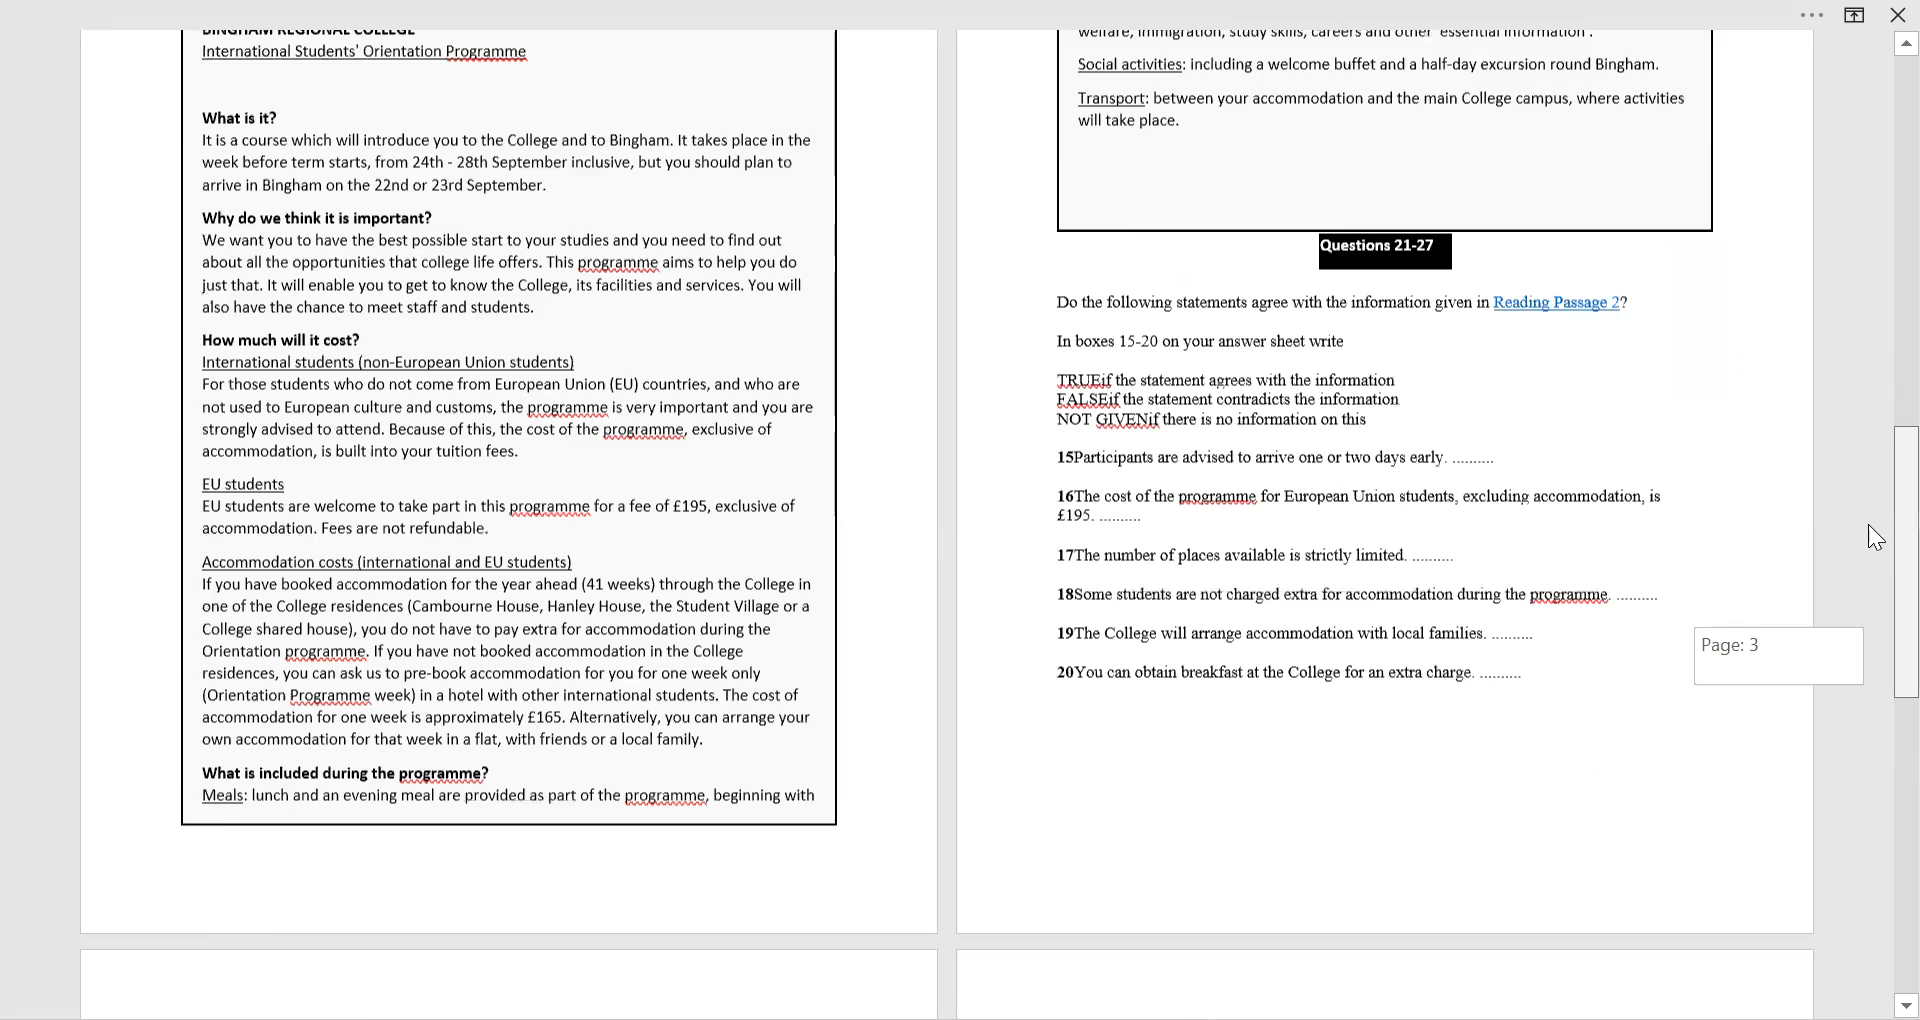 BINGHAM REGIONAL COLLEGE
International Students' Orientation Programme
What is it?
It is a course which will introduce you to the College and to Bingham. It takes place in the
week before term starts, from 24th - 28th September inclusive, but you should plan to
arrive in Bingham on the 22nd or 23rd September.
Why do we think it is important?
We want you to have the best possible start to your studies and you need to find out
about all the opportunities that college life offers. This programme aims to help you do
just that. It will enable you to get to know the College, its facilities and services. You will
also have the chance to meet staff and students.
How much will it cost?
International students (non-European Union students)
For those students who do not come from European Union (EU) countries, and who are
not used to European culture and customs, the programme is very important and you are
strongly advised to attend. Because of this, the cost of the programme, exclusive of
accommodation, is built into your tuition fees.
EU students
EU students are welcome to take part in this programme for a fee of £195, exclusive of
accommodation. Fees are not refundable.
Accommodation costs (international and EU students)
If you have booked accommodation for the year ahead (41 weeks) through the College in
one of the College residences (Cambourne House, Hanley House, the Student Village or a
College shared house), you do not have to pay extra for accommodation during the
Orientation programme. If you have not booked accommodation in the College
residences, you can ask us to pre-book accommodation for you for one week only
(Orientation Programme week) in a hotel with other international students. The cost of
accommodation for one week is approximately £165. Alternatively, you can arrange your
own accommodation for that week in a flat, with friends or a local family.
What is included during the programme?
Meals: lunch and an evening meal are provided as part of the programme, beginning with
welfare, immigration, study skills, careers and other 'essential information'.
Social activities: including a welcome buffet and a half-day excursion round Bingham.
Transport: between your accommodation and the main College campus, where activities
will take place.
Questions 21-27
Do the following statements agree with the information given in Reading Passage 2?
In boxes 15-20 on your answer sheet write
TRUEif the statement agrees with the information
FALSEif the statement contradicts the information
NOT GIVENif there is no information on this
15Participants are advised to arrive one or two days early. ..........
16The cost of the programme for European Union students, excluding accommodation, is
£195. ..........
17The number of places available is strictly limited. ..........
18Some students are not charged extra for accommodation during the programme. ..........
19The College will arrange accommodation with local families. ..........
20You can obtain breakfast at the College for an extra charge. ..........
Page: 3